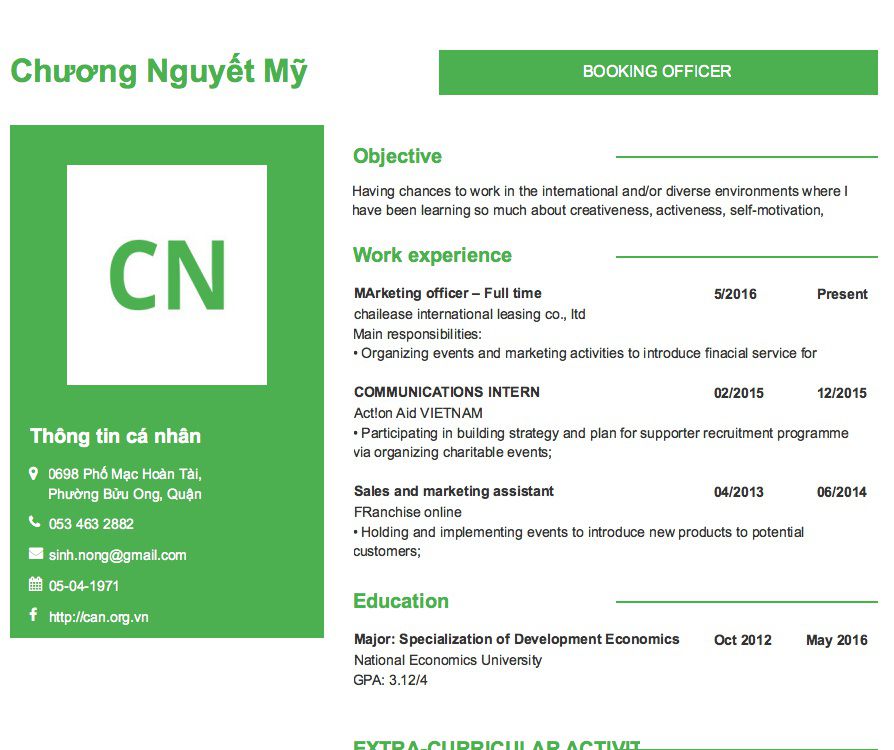 Chương Nguyết Mỹ
BOOKING OFFICER
CN
Thông tin cá nhân
0698 Phố Mạc Hoàn Tài,
Phường Bửu Ong, Quận
053 463 2882
sinh.nong@gmail.com
05-04-1971
http://can.org.vn
Objective
Having chances to work in the international and/or diverse environments where I
have been learning so much about creativeness, activeness, self-motivation,
Work experience
MArketing officer – Full time 5/2016 Present
chailease international leasing co., ltd
Main responsibilities:
• Organizing events and marketing activities to introduce finacial service for
COMMUNICATIONS INTERN 02/2015 12/2015
Act!on Aid VIETNAM
• Participating in building strategy and plan for supporter recruitment programme
via organizing charitable events;
Sales and marketing assistant 04/2013 06/2014
FRanchise online
• Holding and implementing events to introduce new products to potential
customers;
Education
Major: Specialization of Development Economics Oct 2012 May 2016
National Economics University
GPA: 3.12/4
EXTRA-CURRICULAR ACTIVIT